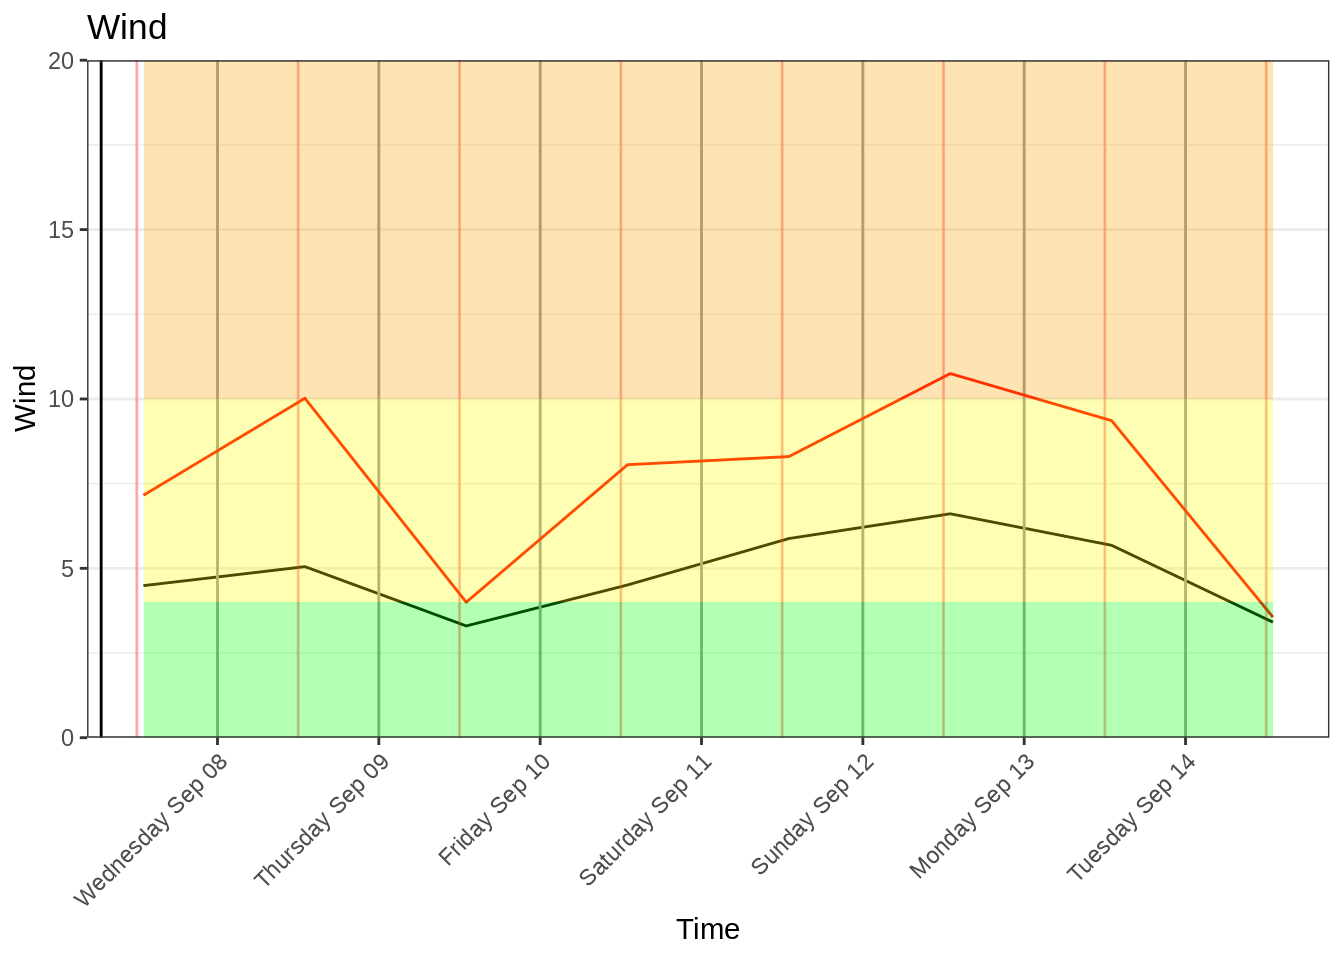 Wind
20
15
10
5
0
Wind
Wednesday Sep 08
Thursday Sep 09
Friday Sep 10
Saturday Sep 11
Sunday Sep 12
Monday Sep 13
Tuesday Sep 14
Time